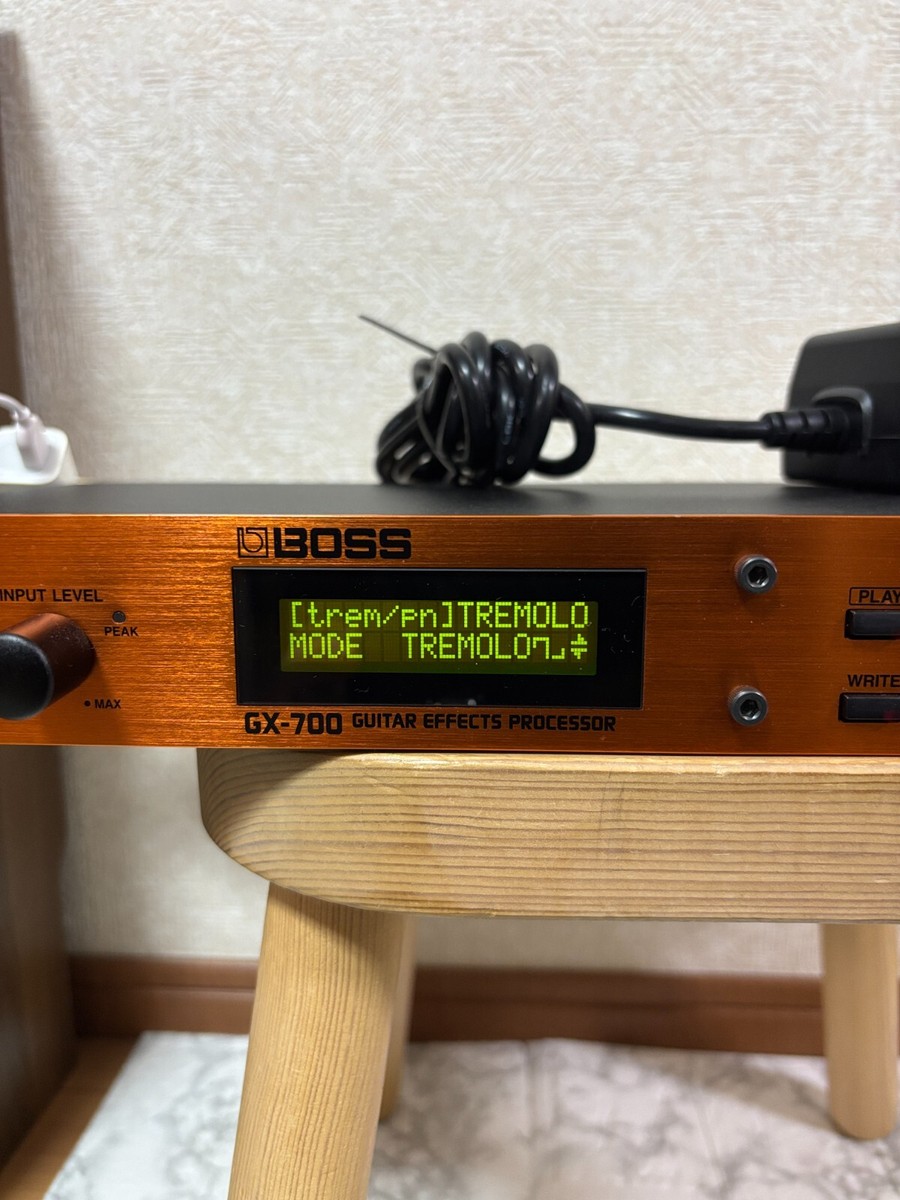 BOSS
INPUT LEVEL
PEAK
MAX
[trem/pn]TREMOLO
MODE TREMOLO
GX-700 GUITAR EFFECTS PROCESSOR
PLAY
WRITE